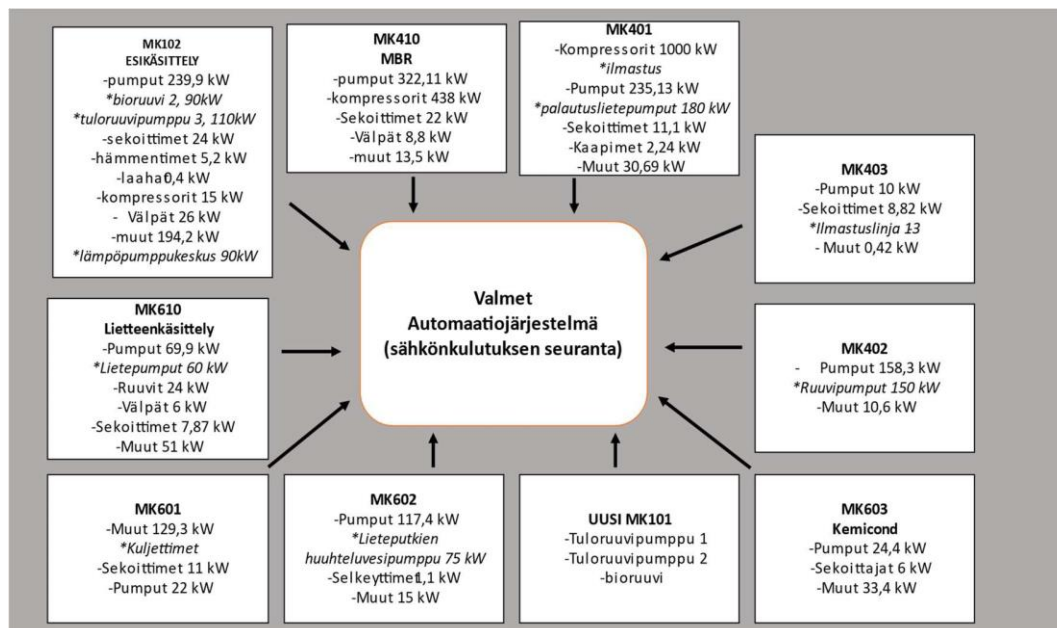 MK102
ESIKÄSITTELY
-pumput 239,9 kW
*bioruuvi 2, 90kW
*tuloruuvipumppu 3, 110kW
-sekoittimet 24 kW
-hämmentimet 5,2 kW
-laahat0,4 kW
-kompressorit 15 kW
- Välpät 26 kW
-muut 194,2 kW
*lämpöpumppukeskus 90kW
MK410
MBR
-pumput 322,11 kW
-kompressorit 438 kW
-Sekoittimet 22 kW
-Välpät 8,8 kW
-muut 13,5 kW
MK401
-Kompressorit 1000 kW
*ilmastus
-Pumput 235,13 kW
*palautuslietepumput 180 kW
-Sekoittimet 11,1 kW
-Kaapimet 2,24 kW
-Muut 30,69 kW
MK403
-Pumput 10 kW
-Sekoittimet 8,82 kW
*Ilmastuslinja 13
- Muut 0,42 kW
Valmet
Automaatiojärjestelmä
(sähkönkulutuksen seuranta)
MK610
Lietteenkäsittely
-Pumput 69,9 kW
*Lietepumput 60 kW
-Ruuvit 24 kW
-Välpät 6 kW
-Sekoittimet 7,87 kW
-Muut 51 kW
MK402
- Pumput 158,3 kW
*Ruuvipumput 150 kW
-Muut 10,6 kW
MK601
-Muut 129,3 kW
*Kuljettimet
-Sekoittimet 11 kW
-Pumput 22 kW
MK602
-Pumput 117,4 kW
*Lieteputkien
huuhteluvesipumppu 75 kW
-Selkeyttimet1,1 kW
-Muut 15 kW
UUSI MK101
-Tuloruuvipumppu 1
-Tuloruuvipumppu 2
-bioruuvi
MK603
Kemicond
-Pumput 24,4 kW
-Sekoittajat 6 kW
-Muut 33,4 kW